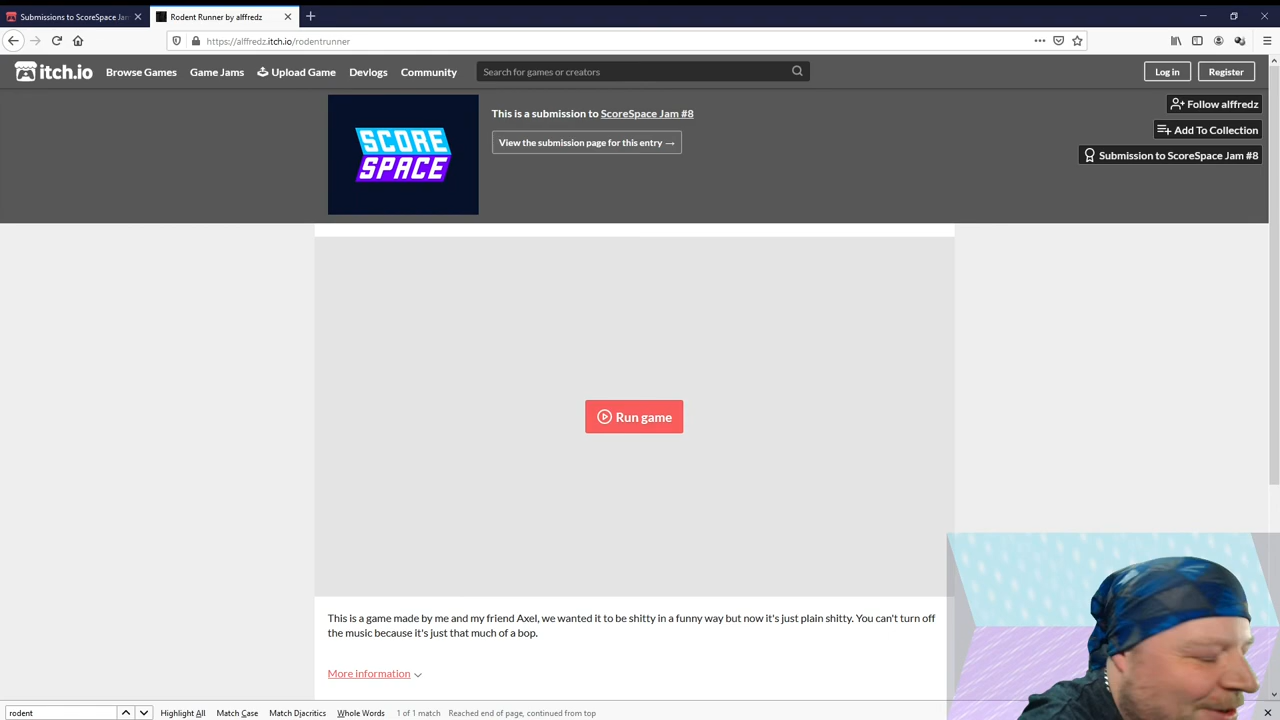 Submissions to ScoreSpace Jam
Rodent Runner by alffredz
https://alffredz.itch.io/rodentrunner
itch.io
Browse Games
Game Jams
Upload Game
Devlogs
Community
Search for games or creators
Log in
Register
SCORE
SPACE
This is a submission to ScoreSpace Jam #8
View the submission page for this entry →
Follow alffredz
Add To Collection
Submission to ScoreSpace Jam #8
Run game
This is a game made by me and my friend Axel, we wanted it to be shitty in a funny way but now it's just plain shitty. You can't turn off
the music because it's just that much of a bop.
More information
rodent
Highlight All
Match Case
Match Diacritics
Whole Words
1 of 1 match
Reached end of page, continued from top